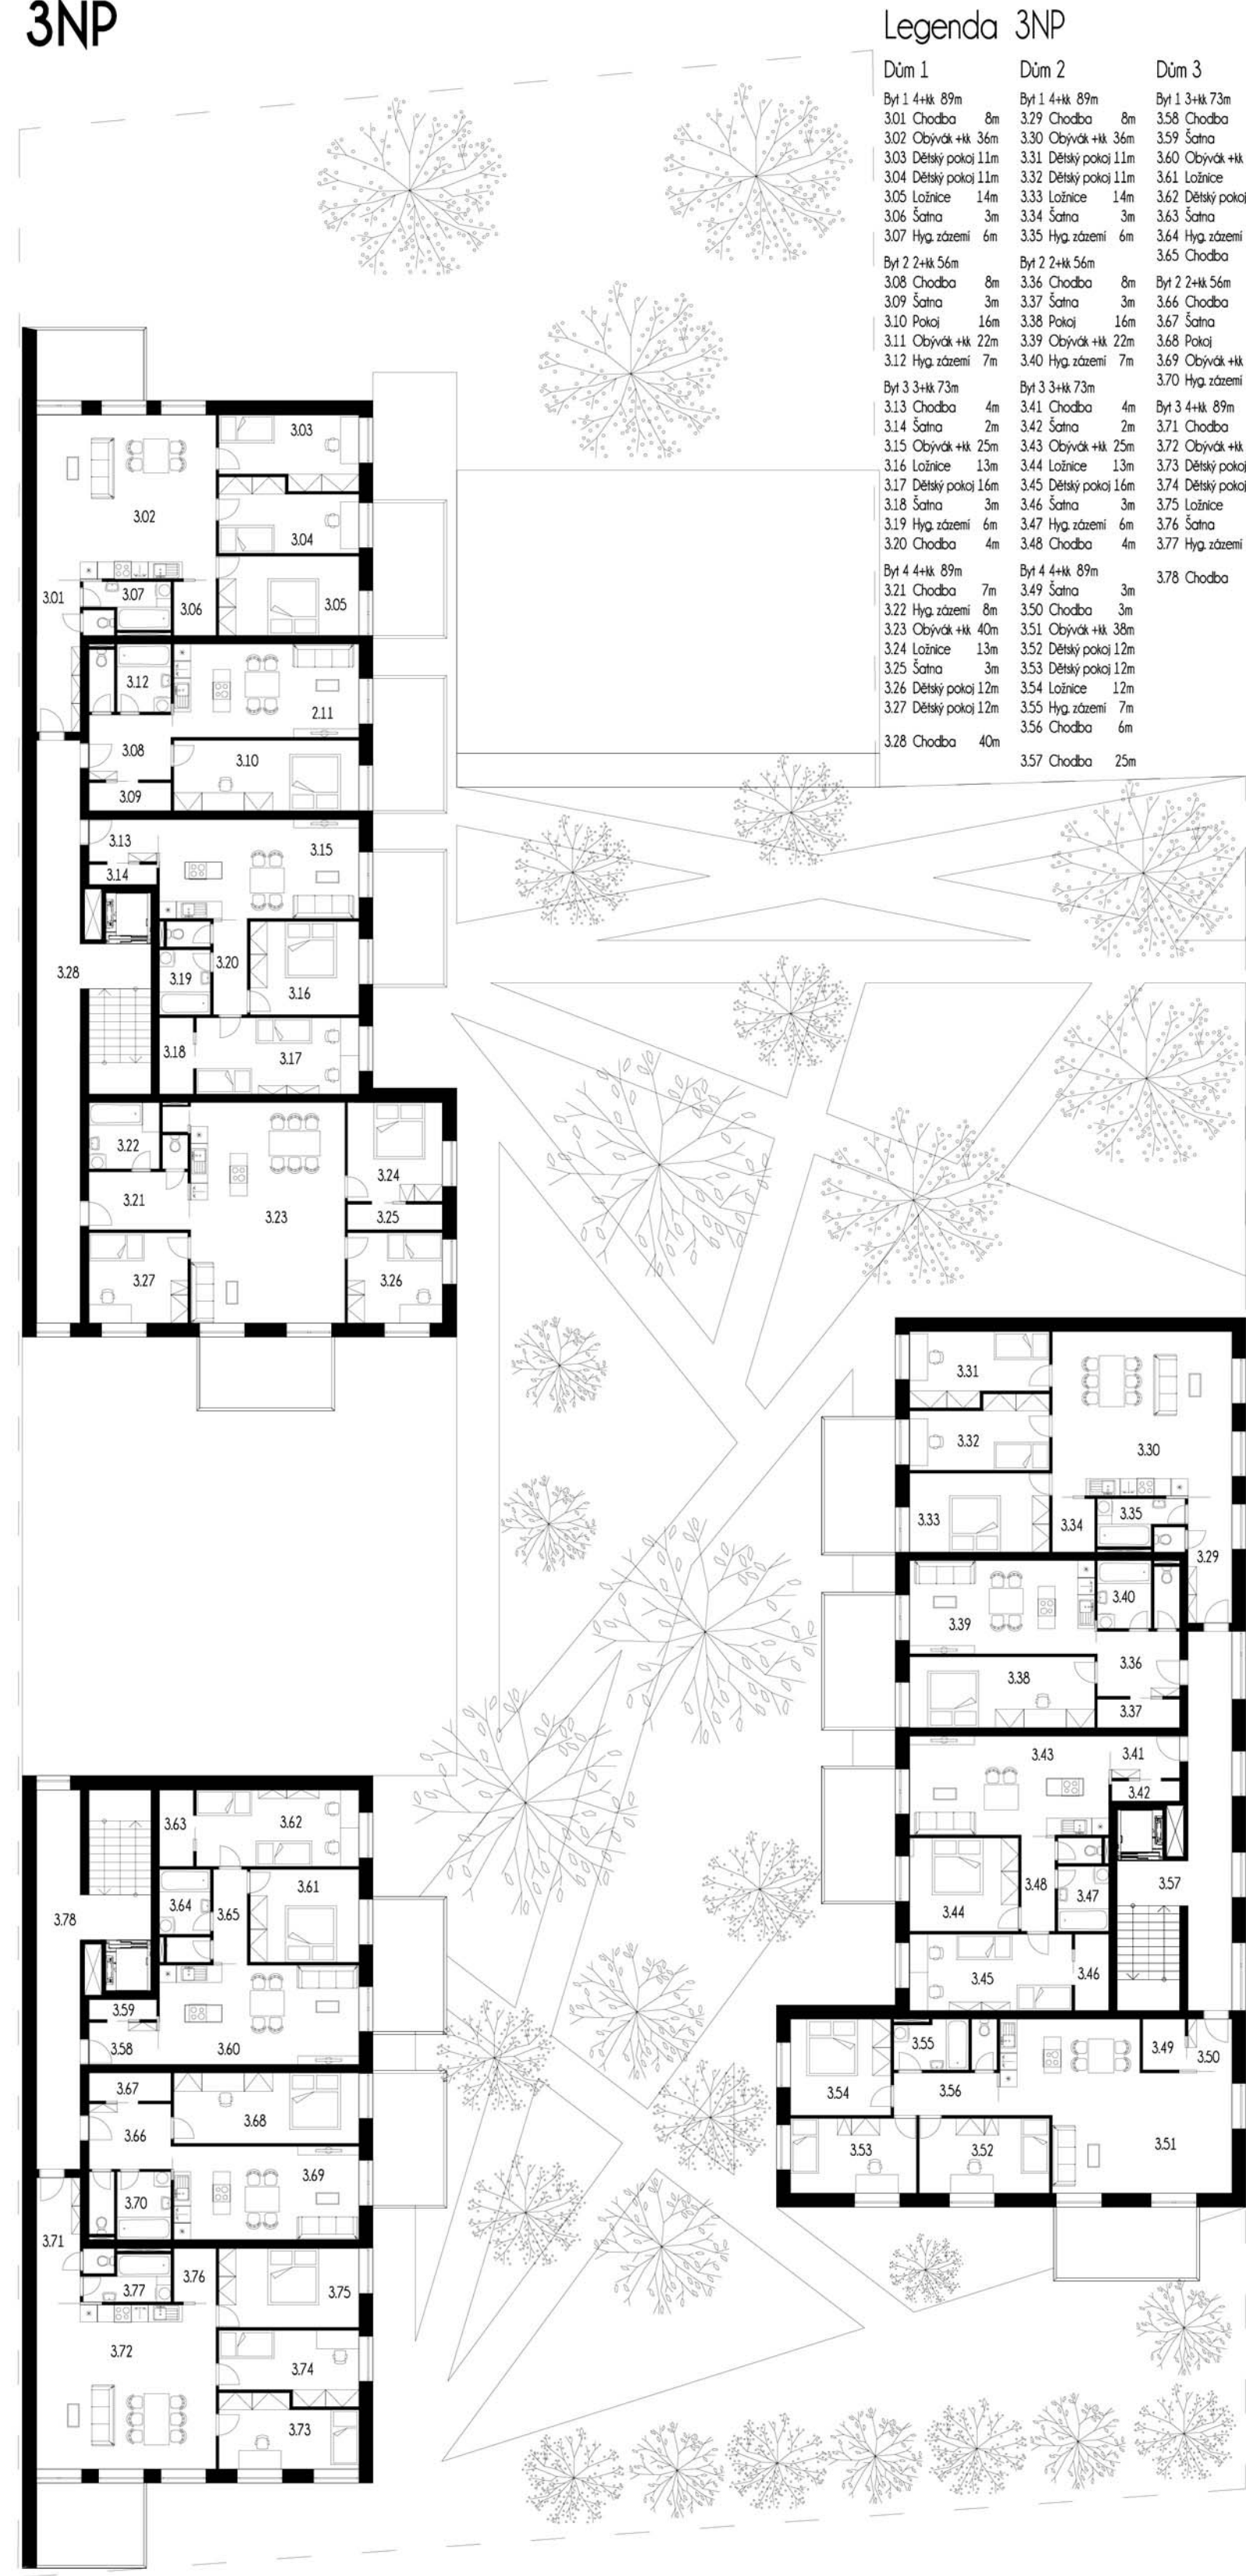 3NP
Legenda 3NP
Dům 1
Byt 1 4+kk 89m
3.01 Chodba 8m
3.02 Obývák +kk 36m
3.03 Dětský pokoj 11m
3.04 Dětský pokoj 11m
3.05 Ložnice 14m
3.06 Šatna 3m
3.07 Hyg. zázemí 6m
Byt 2 2+kk 56m
3.08 Chodba 8m
3.09 Šatna 3m
3.10 Pokoj 16m
3.11 Obývák +kk 22m
3.12 Hyg. zázemí 7m
Byt 3 3+kk 73m
3.13 Chodba 4m
3.14 Šatna 2m
3.15 Obývák +kk 25m
3.16 Ložnice 13m
3.17 Dětský pokoj 16m
3.18 Šatna 3m
3.19 Hyg. zázemí 6m
3.20 Chodba 4m
Byt 4 4+kk 89m
3.21 Chodba 7m
3.22 Hyg. zázemí 8m
3.23 Obývák +kk 40m
3.24 Ložnice 13m
3.25 Šatna 3m
3.26 Dětský pokoj 12m
3.27 Dětský pokoj 12m
3.28 Chodba 40m
Dům 2
Byt 1 4+kk 89m
3.29 Chodba 8m
3.30 Obývák +kk 36m
3.31 Dětský pokoj 11m
3.32 Dětský pokoj 11m
3.33 Ložnice 14m
3.34 Šatna 3m
3.35 Hyg. zázemí 6m
Byt 2 2+kk 56m
3.36 Chodba 8m
3.37 Šatna 3m
3.38 Pokoj 16m
3.39 Obývák +kk 22m
3.40 Hyg. zázemí 7m
Byt 3 3+kk 73m
3.41 Chodba 4m
3.42 Šatna 2m
3.43 Obývák +kk 25m
3.44 Ložnice 13m
3.45 Dětský pokoj 16m
3.46 Šatna 3m
3.47 Hyg. zázemí 6m
3.48 Chodba 4m
Byt 4 4+kk 89m
3.49 Šatna 3m
3.50 Chodba 3m
3.51 Obývák +kk 38m
3.52 Dětský pokoj 12m
3.53 Dětský pokoj 12m
3.54 Ložnice 12m
3.55 Hyg. zázemí 7m
3.56 Chodba 6m
3.57 Chodba 25m
Dům 3
Byt 1 3+kk 73m
3.58 Chodba
3.59 Šatna
3.60 Obývák +kk
3.61 Ložnice
3.62 Dětský pokoj
3.63 Šatna
3.64 Hyg. zázemí
3.65 Chodba
Byt 2 2+kk 56m
3.66 Chodba
3.67 Šatna
3.68 Pokoj
3.69 Obývák +kk
3.70 Hyg. zázemí
Byt 3 4+kk 89m
3.71 Chodba
3.72 Obývák +kk
3.73 Dětský pokoj
3.74 Dětský pokoj
3.75 Ložnice
3.76 Šatna
3.77 Hyg. zázemí
3.78 Chodba
3.03
3.02
3.04
3.01
3.07
3.06
3.05
3.12
2.11
3.08
3.10
3.09
3.13
3.15
3.14
3.28
3.19
3.20
3.16
3.18
3.17
3.22
3.24
3.21
3.23
3.25
3.27
3.26
3.31
3.32
3.30
3.33
3.34
3.35
3.29
3.40
3.39
3.36
3.38
3.37
3.43
3.41
3.42
3.57
3.48
3.47
3.44
3.45
3.46
3.55
3.49
3.50
3.54
3.56
3.53
3.52
3.51
3.63
3.62
3.61
3.64
3.65
3.78
3.59
3.58
3.60
3.67
3.66
3.68
3.69
3.70
3.71
3.76
3.77
3.75
3.72
3.74
3.73